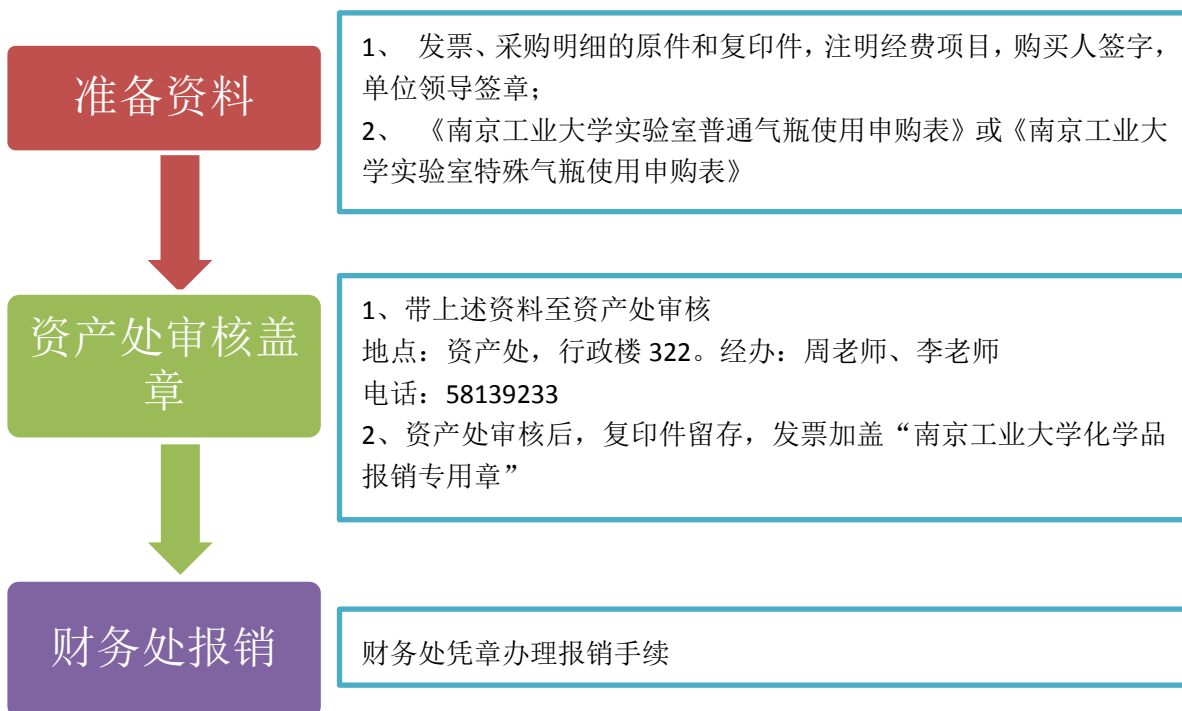 准备资料
1、 发票、采购明细的原件和复印件，注明经费项目，购买人签字，
单位领导签章；
2、 《南京工业大学实验室普通气瓶使用申购表》或《南京工业大
学实验室特殊气瓶使用申购表》
资产处审核盖
章
1、带上述资料至资产处审核
地点：资产处，行政楼 322。经办：周老师、李老师
电话：58139233
2、资产处审核后，复印件留存，发票加盖“南京工业大学化学品
报销专用章”
财务处报销
财务处凭章办理报销手续